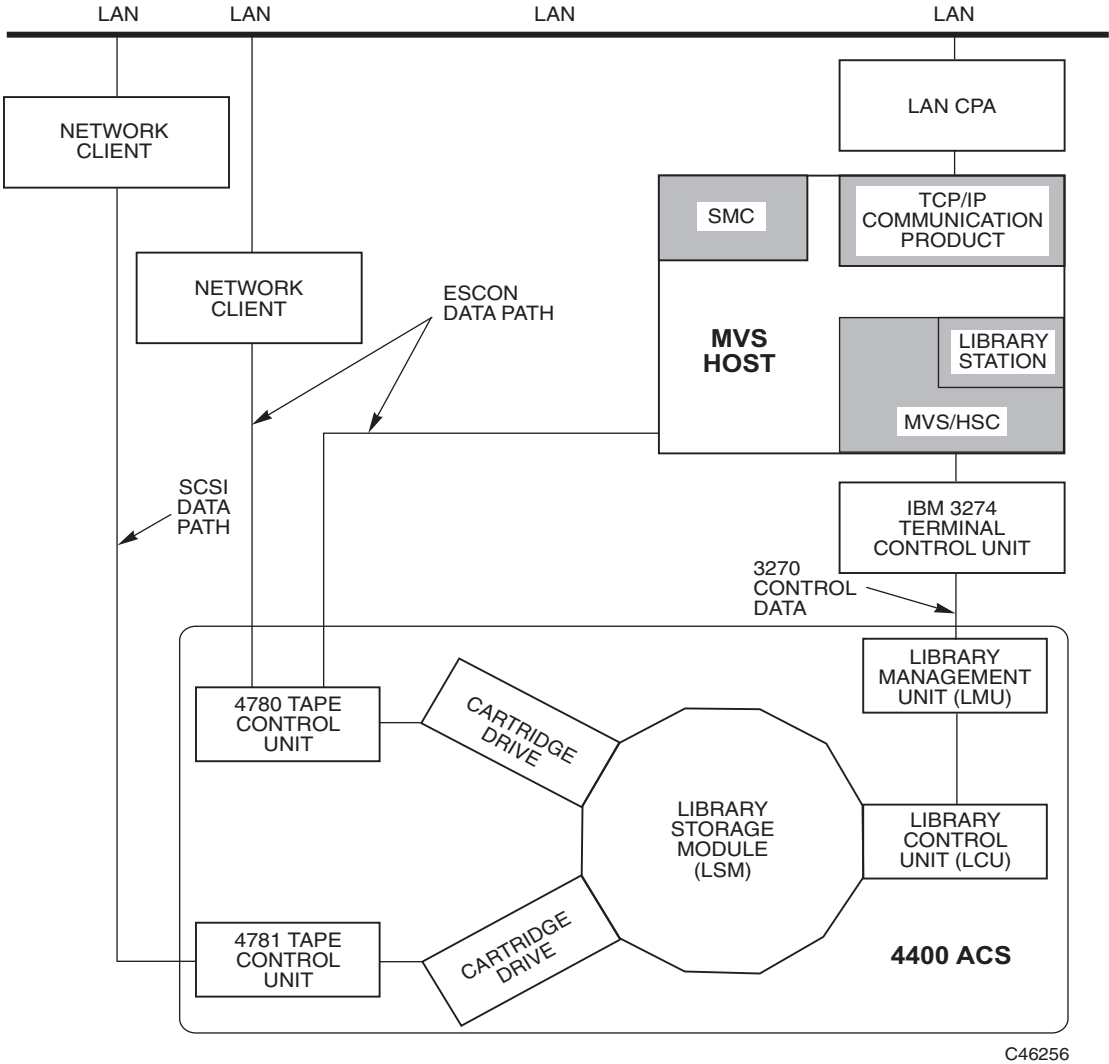 LAN
LAN
LAN
LAN
NETWORK
CLIENT
LAN CPA
SMC
TCP/IP
COMMUNICATION
PRODUCT
NETWORK
CLIENT
ESCON
DATA PATH
MVS
HOST
LIBRARY
STATION
MVS/HSC
SCSI
DATA
PATH
IBM 3274
TERMINAL
CONTROL UNIT
3270
CONTROL
DATA
LIBRARY
MANAGEMENT
UNIT (LMU)
4780 TAPE
CONTROL
UNIT
CARTRIDGE
DRIVE
LIBRARY
STORAGE
MODULE
(LSM)
LIBRARY
CONTROL
UNIT (LCU)
4781 TAPE
CONTROL
UNIT
CARTRIDGE
DRIVE
4400 ACS
C46256